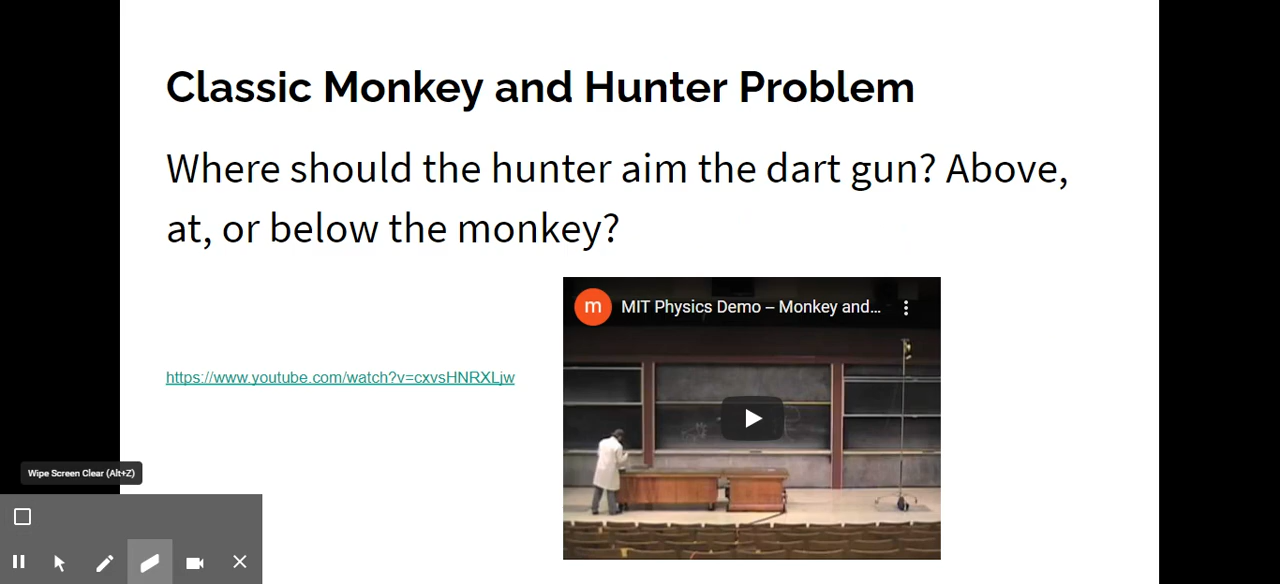 Classic Monkey and Hunter Problem
Where should the hunter aim the dart gun? Above,
at, or below the monkey?
m
MIT Physics Demo – Monkey and...
https://www.youtube.com/watch?v=cxvsHNRXLjw
Wipe Screen Clear (Alt+Z)